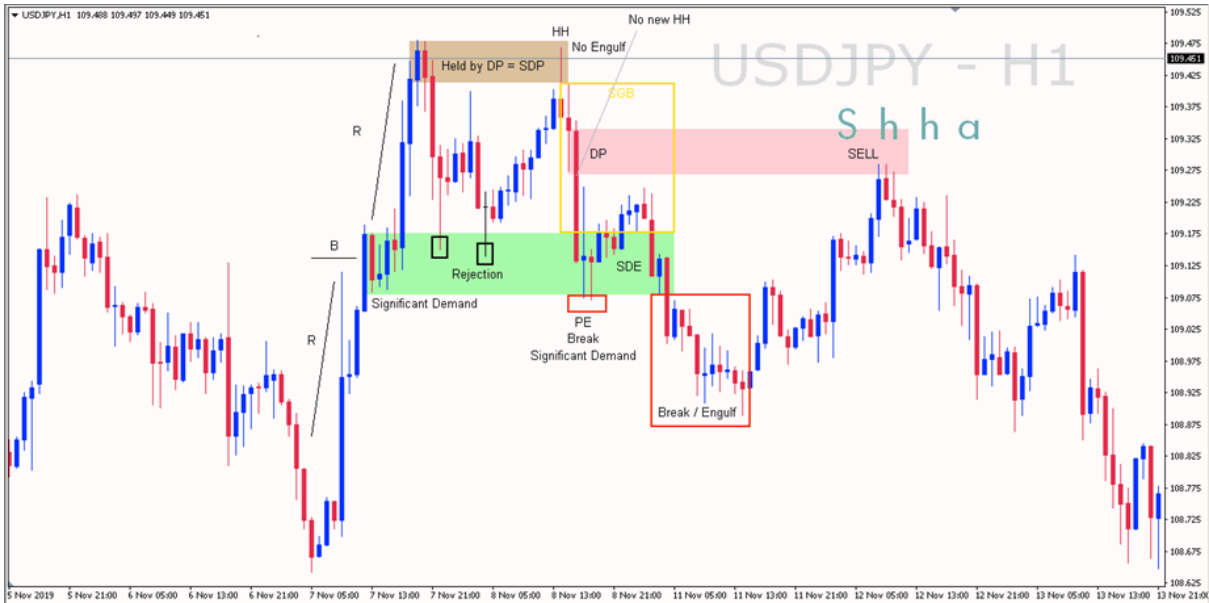 USDJPY,H1 109.488 109.497 109.449 109.451
No new HH
HH
No Engulf
Held by DP = SDP
USDJPY - H1
SGB
Shha
R
DP
SELL
B
SDE
Rejection
Significant Demand
R
PE
Break
Significant Demand
Break / Engulf
109.525
109.475
109.451
109.425
109.375
109.325
109.275
109.225
109.175
109.125
109.075
109.025
108.975
108.925
108.875
108.825
108.775
108.725
108.675
108.625
5 Nov 2019 5 Nov 21:00 6 Nov 05:00 6 Nov 13:00 6 Nov 21:00 7 Nov 05:00 7 Nov 13:00 7 Nov 21:00 8 Nov 05:00 8 Nov 13:00 8 Nov 21:00 11 Nov 05:00 11 Nov 13:00 11 Nov 21:00 12 Nov 05:00 12 Nov 13:00 12 Nov 21:00 13 Nov 05:00 13 Nov 13:00 13 Nov 21:00